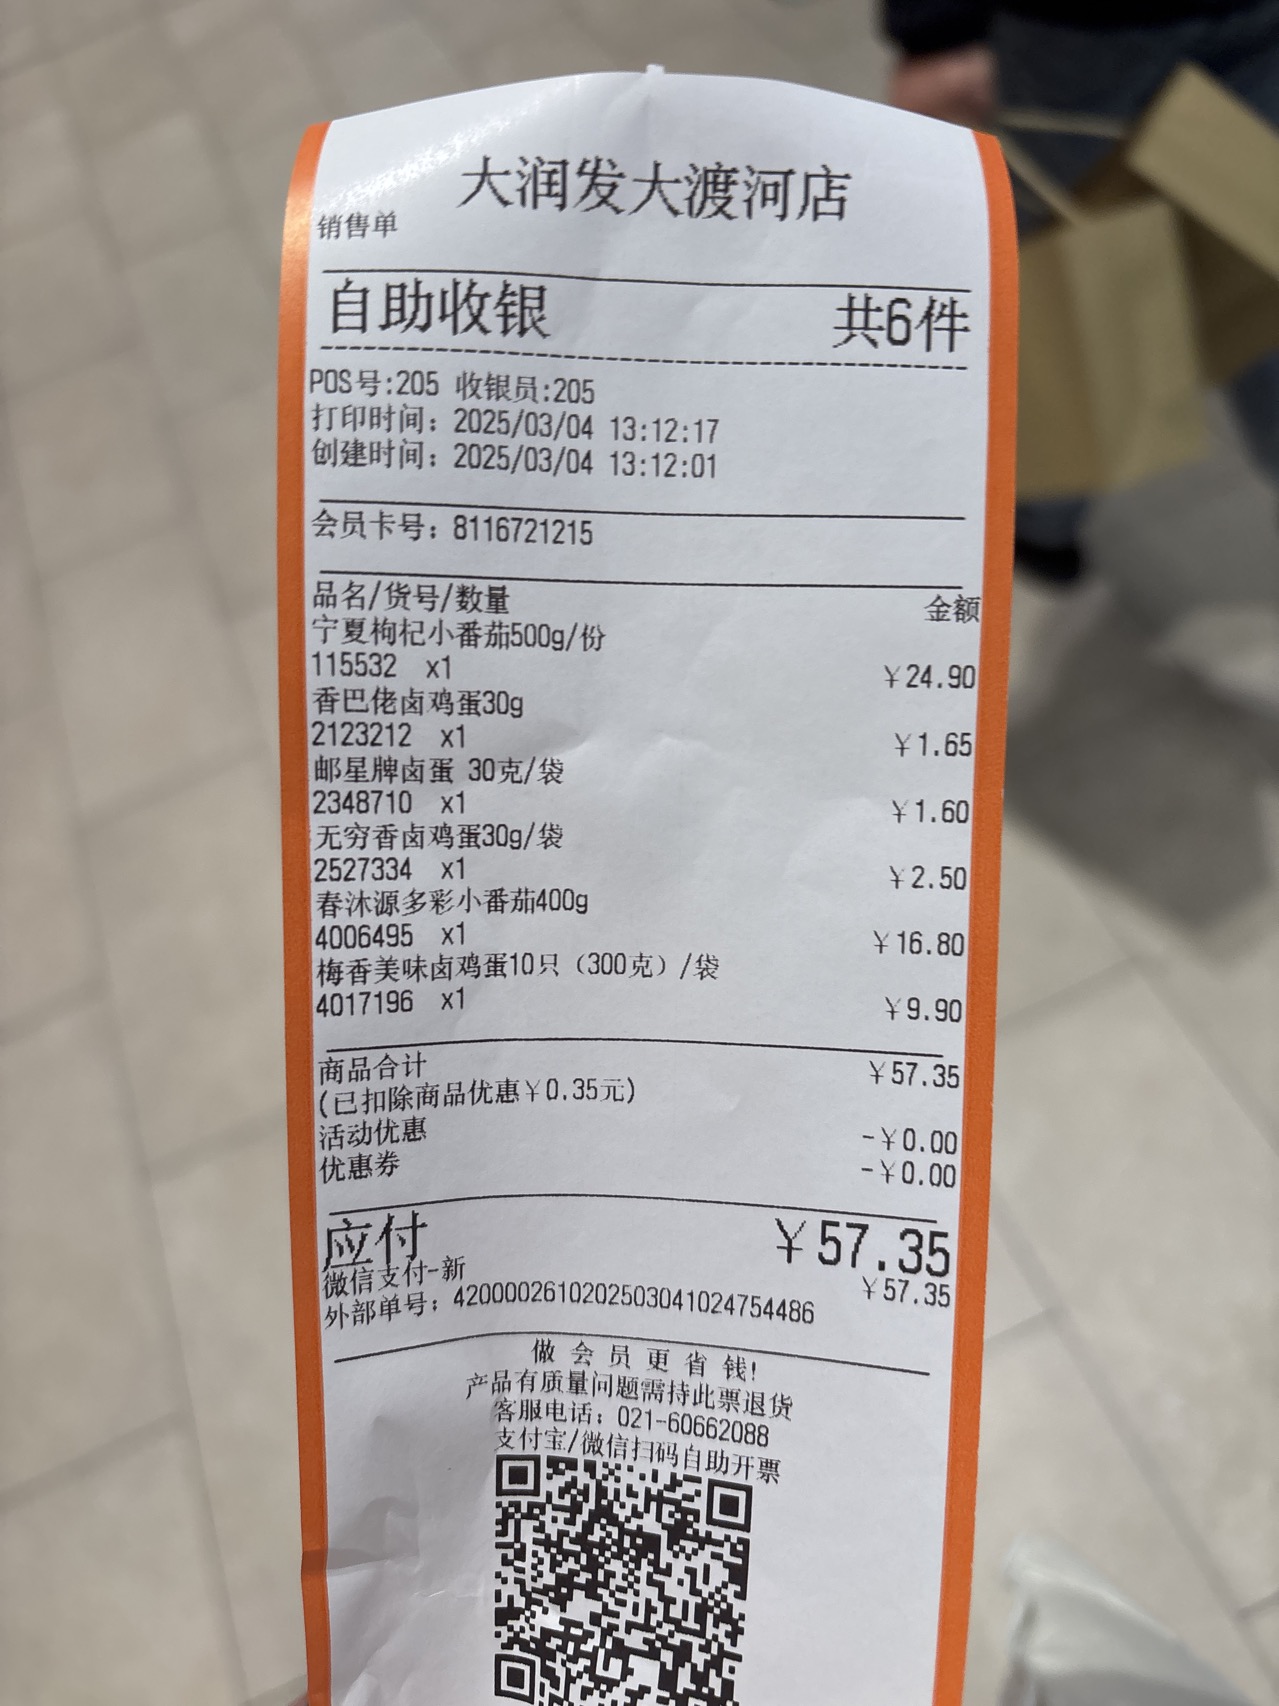 大润发大渡河店
销售单
自助收银 共6件
POS号:205 收银员:205
打印时间：2025/03/04 13:12:17
创建时间：2025/03/04 13:12:01
会员卡号：8116721215
品名/货号/数量 金额
宁夏枸杞小番茄500g/份
115532 x1 ￥24.90
香巴佬卤鸡蛋30g
2123212 x1 ￥1.65
邮星牌卤蛋 30克/袋
2348710 x1 ￥1.60
无穷香卤鸡蛋30g/袋
2527334 x1 ￥2.50
春沐源多彩小番茄400g
4006495 x1 ￥16.80
梅香美味卤鸡蛋10只（300克）/袋
4017196 x1 ￥9.90
商品合计 ￥57.35
(已扣除商品优惠￥0.35元)
活动优惠 -￥0.00
优惠券 -￥0.00
应付 ￥57.35
微信支付-新 ￥57.35
外部单号：4200002610202503041024754486
做会员更省钱!
产品有质量问题需持此票退货
客服电话：021-60662088
支付宝/微信扫码自助开票